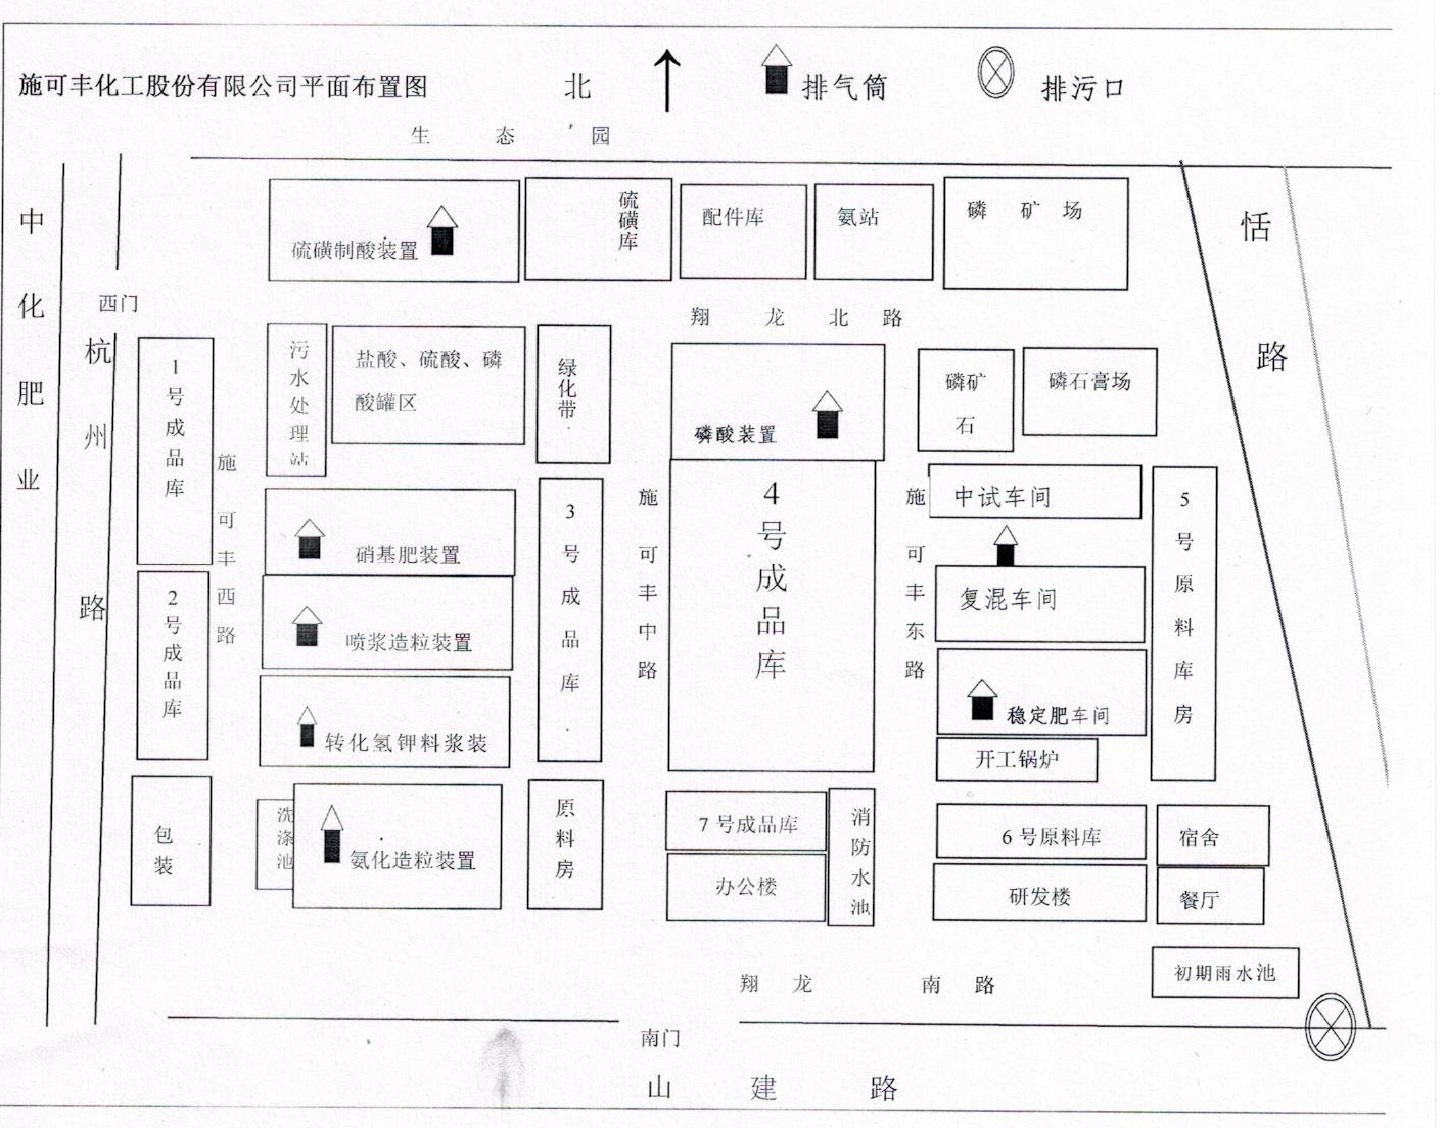 施可丰化工股份有限公司平面布置图
北
排气筒
排污口
生态园
中化肥业
杭州路
恬路
西门
硫磺制酸装置
硫磺库
配件库
氨站
磷矿场
翔龙北路
1号成品库
污水处理站
盐酸、硫酸、磷
酸罐区
绿化带
磷酸装置
磷矿
石
磷石膏场
施可丰西路
施可丰中路
施可丰东路
2号成品库
硝基肥装置
喷浆造粒装置
转化氢钾料浆装
3号成品库
4号成品库
中试车间
复混车间
稳定肥车间
开工锅炉
5号原料库房
包装
洗涤池
氨化造粒装置
原料房
7号成品库
办公楼
消防水池
6号原料库
研发楼
宿舍
餐厅
初期雨水池
翔龙南路
南门
山建路